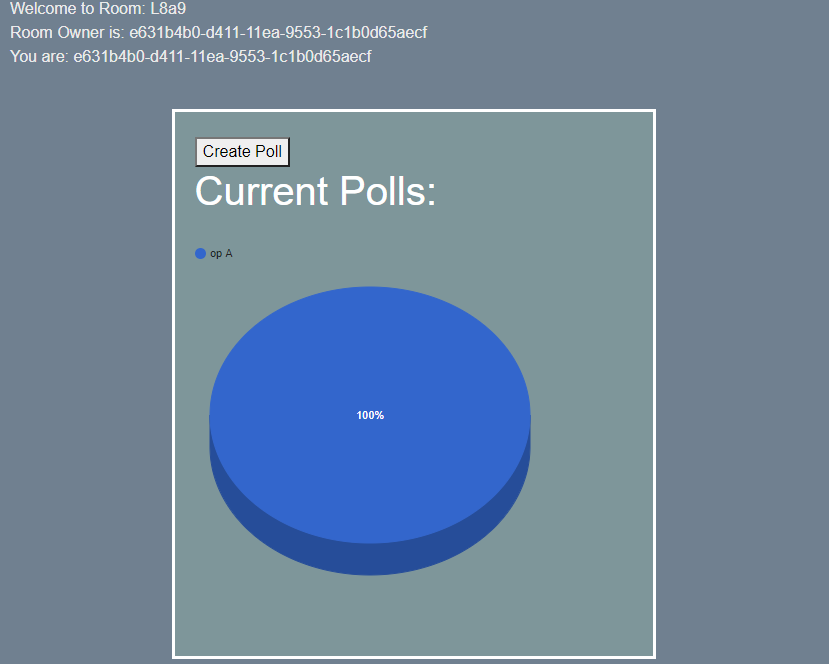 Welcome to Room: L8a9
Room Owner is: e631b4b0-d411-11ea-9553-1c1b0d65aecf
You are: e631b4b0-d411-11ea-9553-1c1b0d65aecf
Create Poll
Current Polls:
op A
100%